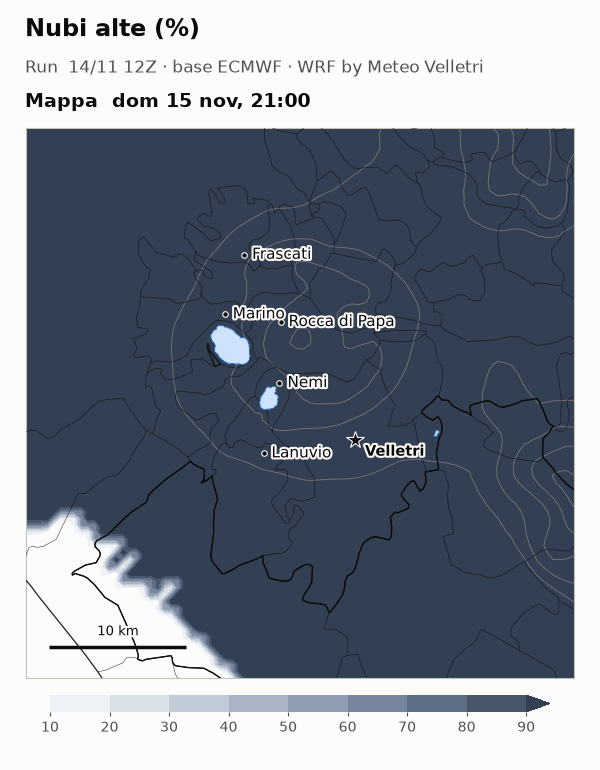 Nubi alte (%)
Run  14/11 12Z · base ECMWF · WRF by Meteo Velletri
Mappa  dom 15 nov, 21:00
Frascati
Marino
Rocca di Papa
Nemi
Velletri
Lanuvio
10 km
10 20 30 40 50 60 70 80 90